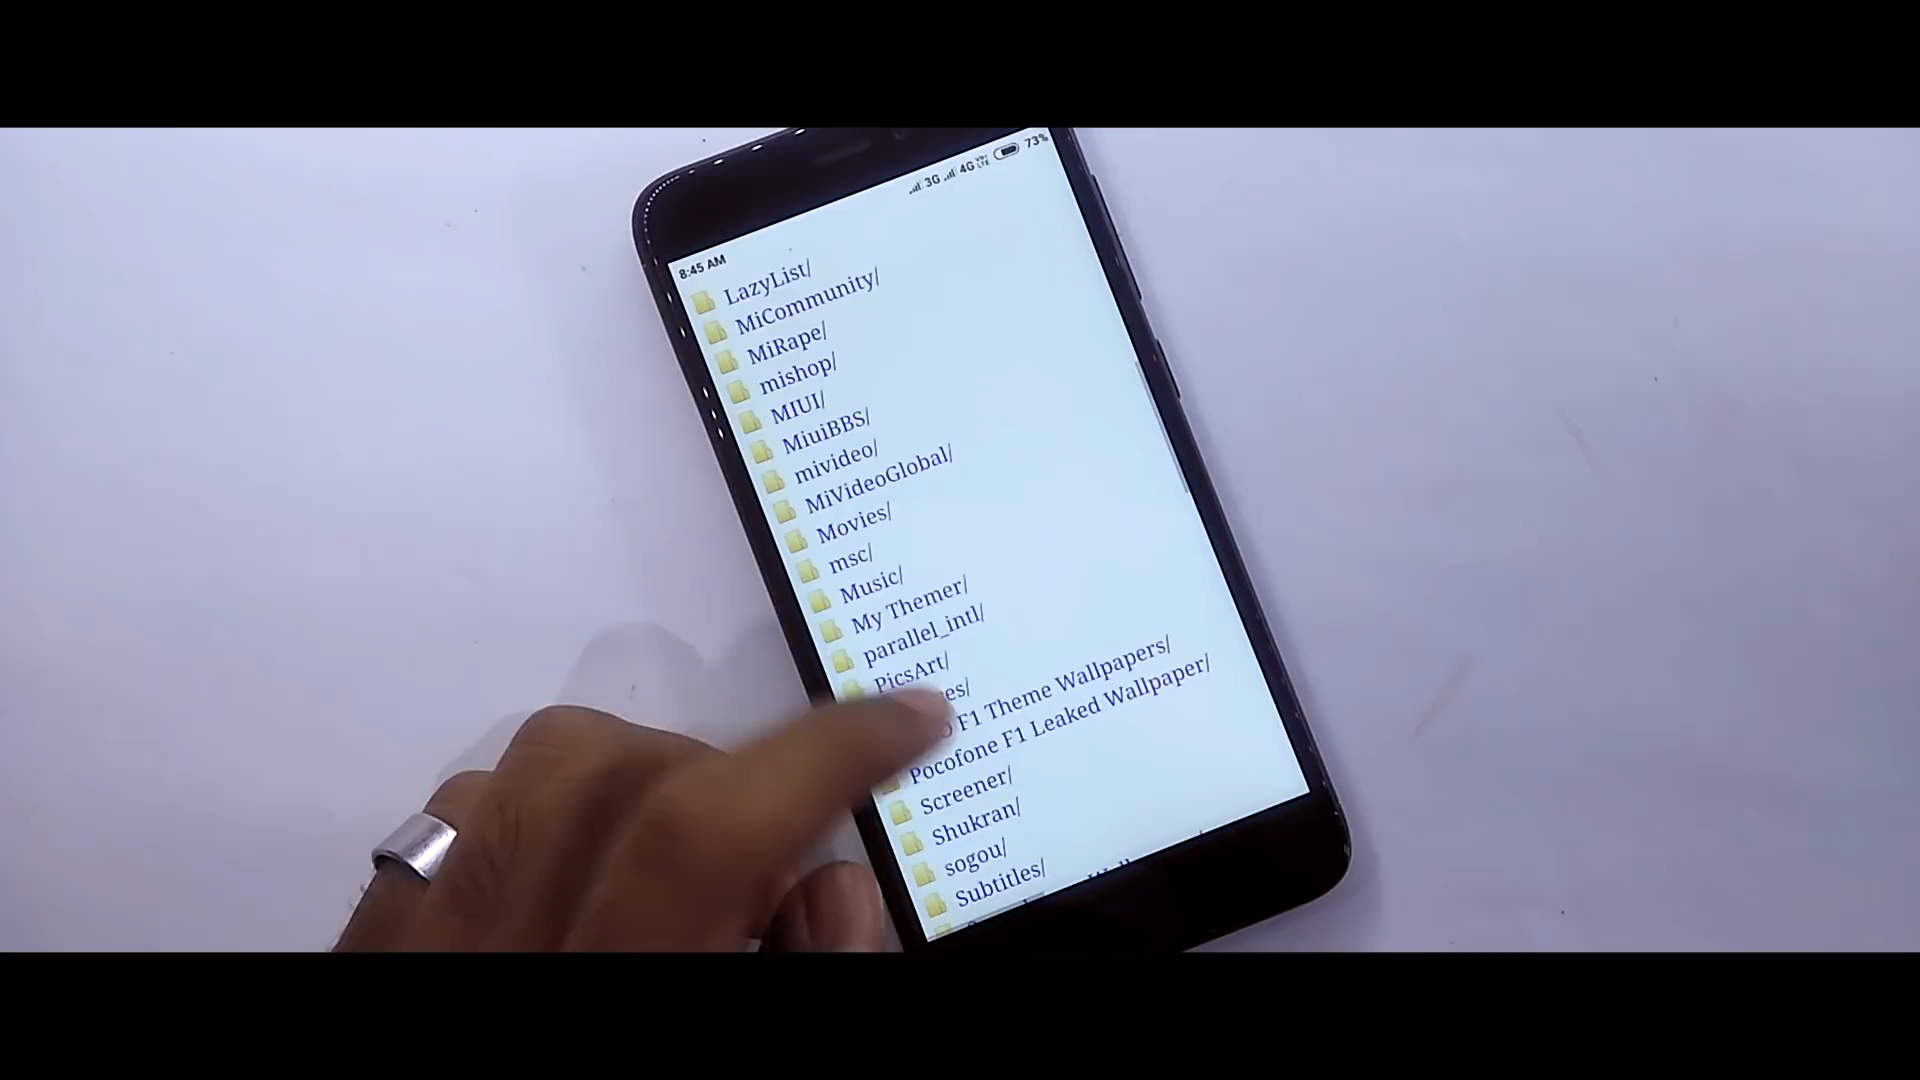 3G 4G VoLTE 73%
8:45 AM
LazyList/
MiCommunity/
MiRape/
mishop/
MIUI/
MiuiBBS/
mivideo/
MiVideoGlobal/
Movies/
msc/
Music/
My Themer/
parallel_intl/
PicsArt/
F1 Theme Wallpapers/
Pocofone F1 Leaked Wallpaper/
Screener/
Shukran/
sogou/
Subtitles/